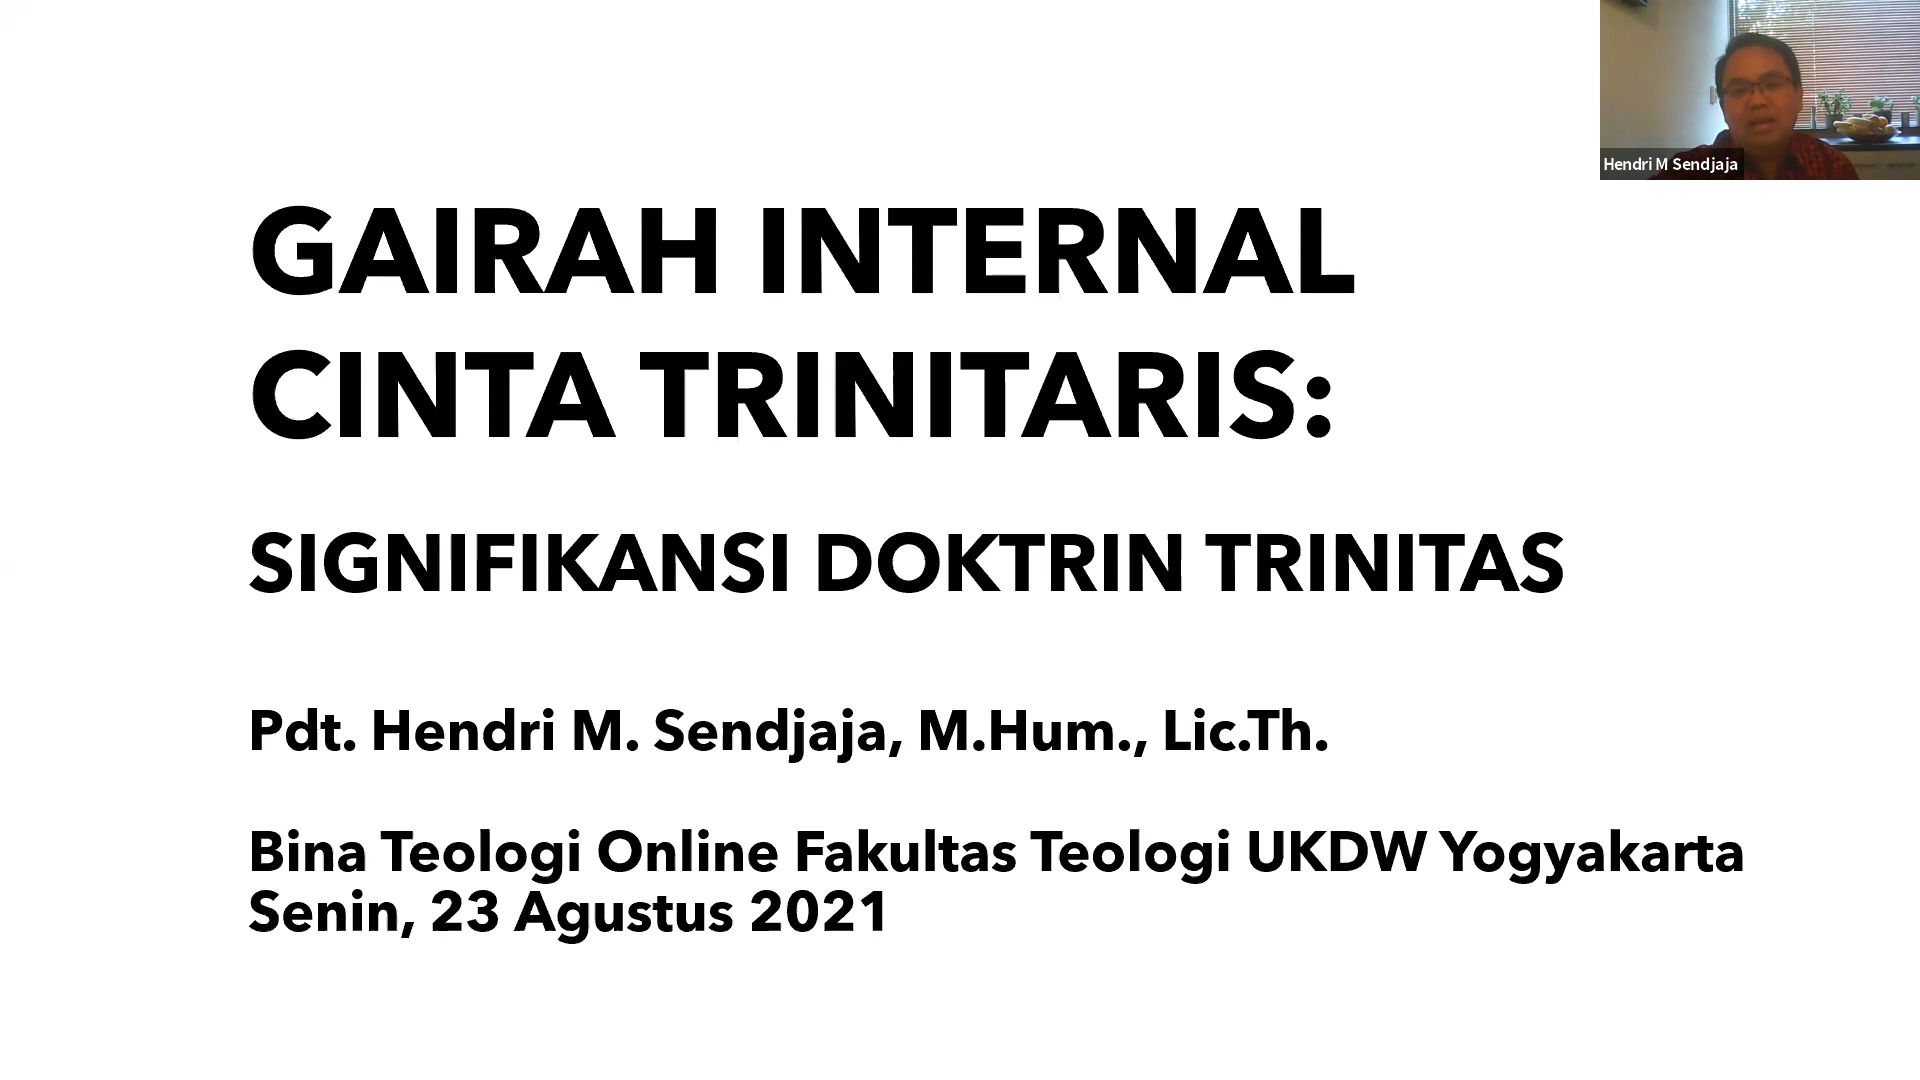 Hendri M Sendjaja
GAIRAH INTERNAL
CINTA TRINITARIS:
SIGNIFIKANSI DOKTRIN TRINITAS
Pdt. Hendri M. Sendjaja, M.Hum., Lic.Th.
Bina Teologi Online Fakultas Teologi UKDW Yogyakarta
Senin, 23 Agustus 2021